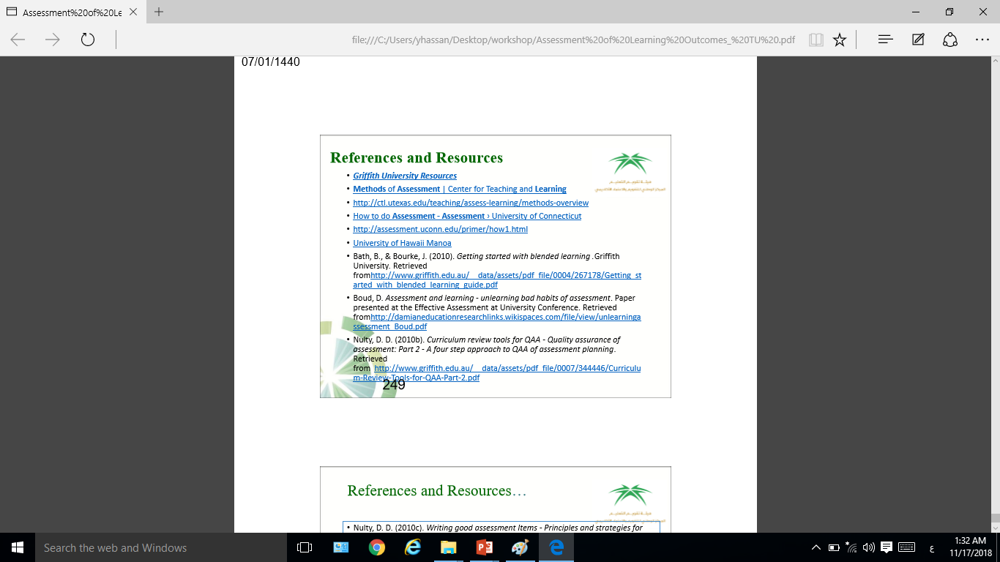 Assessment%20of%20Le
file:///C:/Users/yhassan/Desktop/workshop/Assessment%20of%20Learning%20Outcomes_%20TU%20.pdf
07/01/1440
References and Resources
• Griffith University Resources
• Methods of Assessment | Center for Teaching and Learning
• http://ctl.utexas.edu/teaching/assess-learning/methods-overview
• How to do Assessment - Assessment › University of Connecticut
• http://assessment.uconn.edu/primer/how1.html
• University of Hawaii Manoa
• Bath, B., & Bourke, J. (2010). Getting started with blended learning .Griffith
University. Retrieved
fromhttp://www.griffith.edu.au/__data/assets/pdf_file/0004/267178/Getting_st
arted_with_blended_learning_guide.pdf
• Boud, D. Assessment and learning - unlearning bad habits of assessment. Paper
presented at the Effective Assessment at University Conference. Retrieved
fromhttp://damianeducationresearchlinks.wikispaces.com/file/view/unlearninga
ssessment_Boud.pdf
• Nulty, D. D. (2010b). Curriculum review tools for QAA - Quality assurance of
assessment: Part 2 - A four step approach to QAA of assessment planning.
Retrieved
from http://www.griffith.edu.au/__data/assets/pdf_file/0007/344446/Curriculu
m-Review-Tools-for-QAA-Part-2.pdf
249
References and Resources…
• Nulty, D. D. (2010c). Writing good assessment Items - Principles and strategies for
Search the web and Windows
ع
1:32 AM
11/17/2018